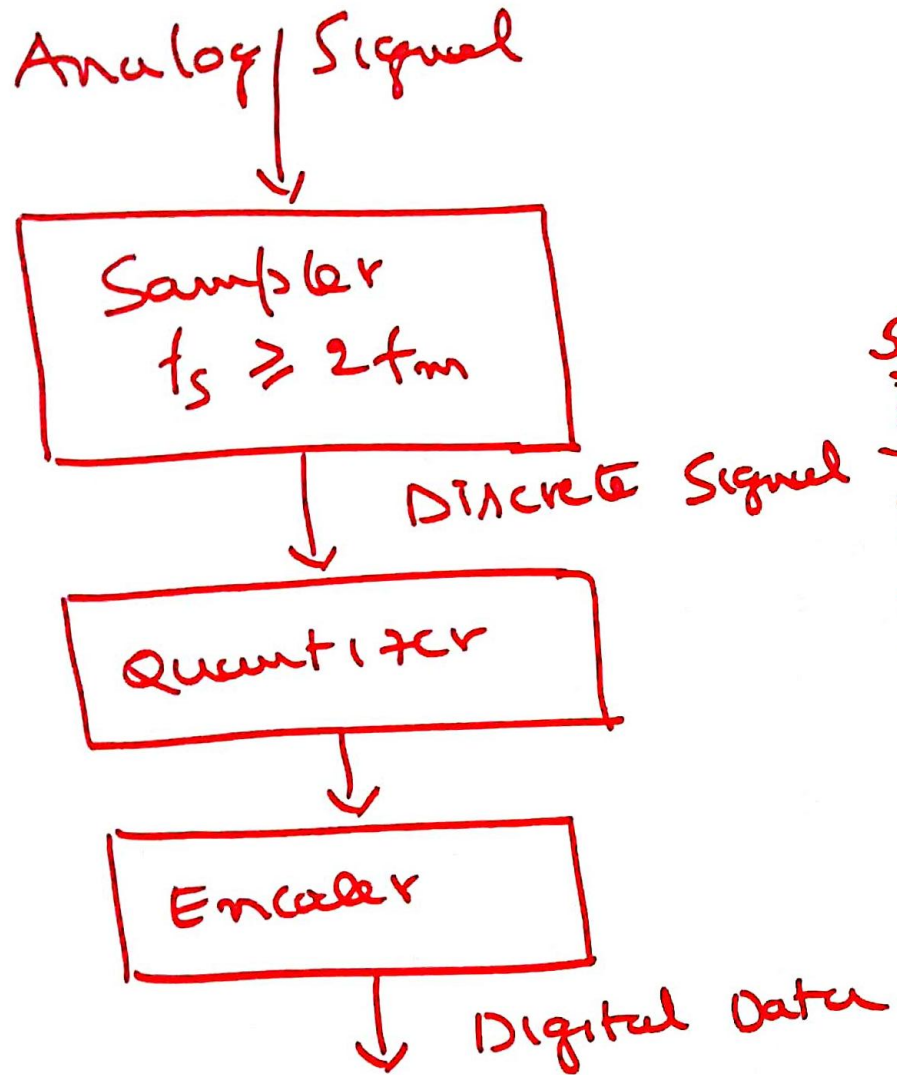 Analog Signal
Sampler
fs ≥ 2fm
Discrete Signal
Quantizer
Encoder
Digital Data